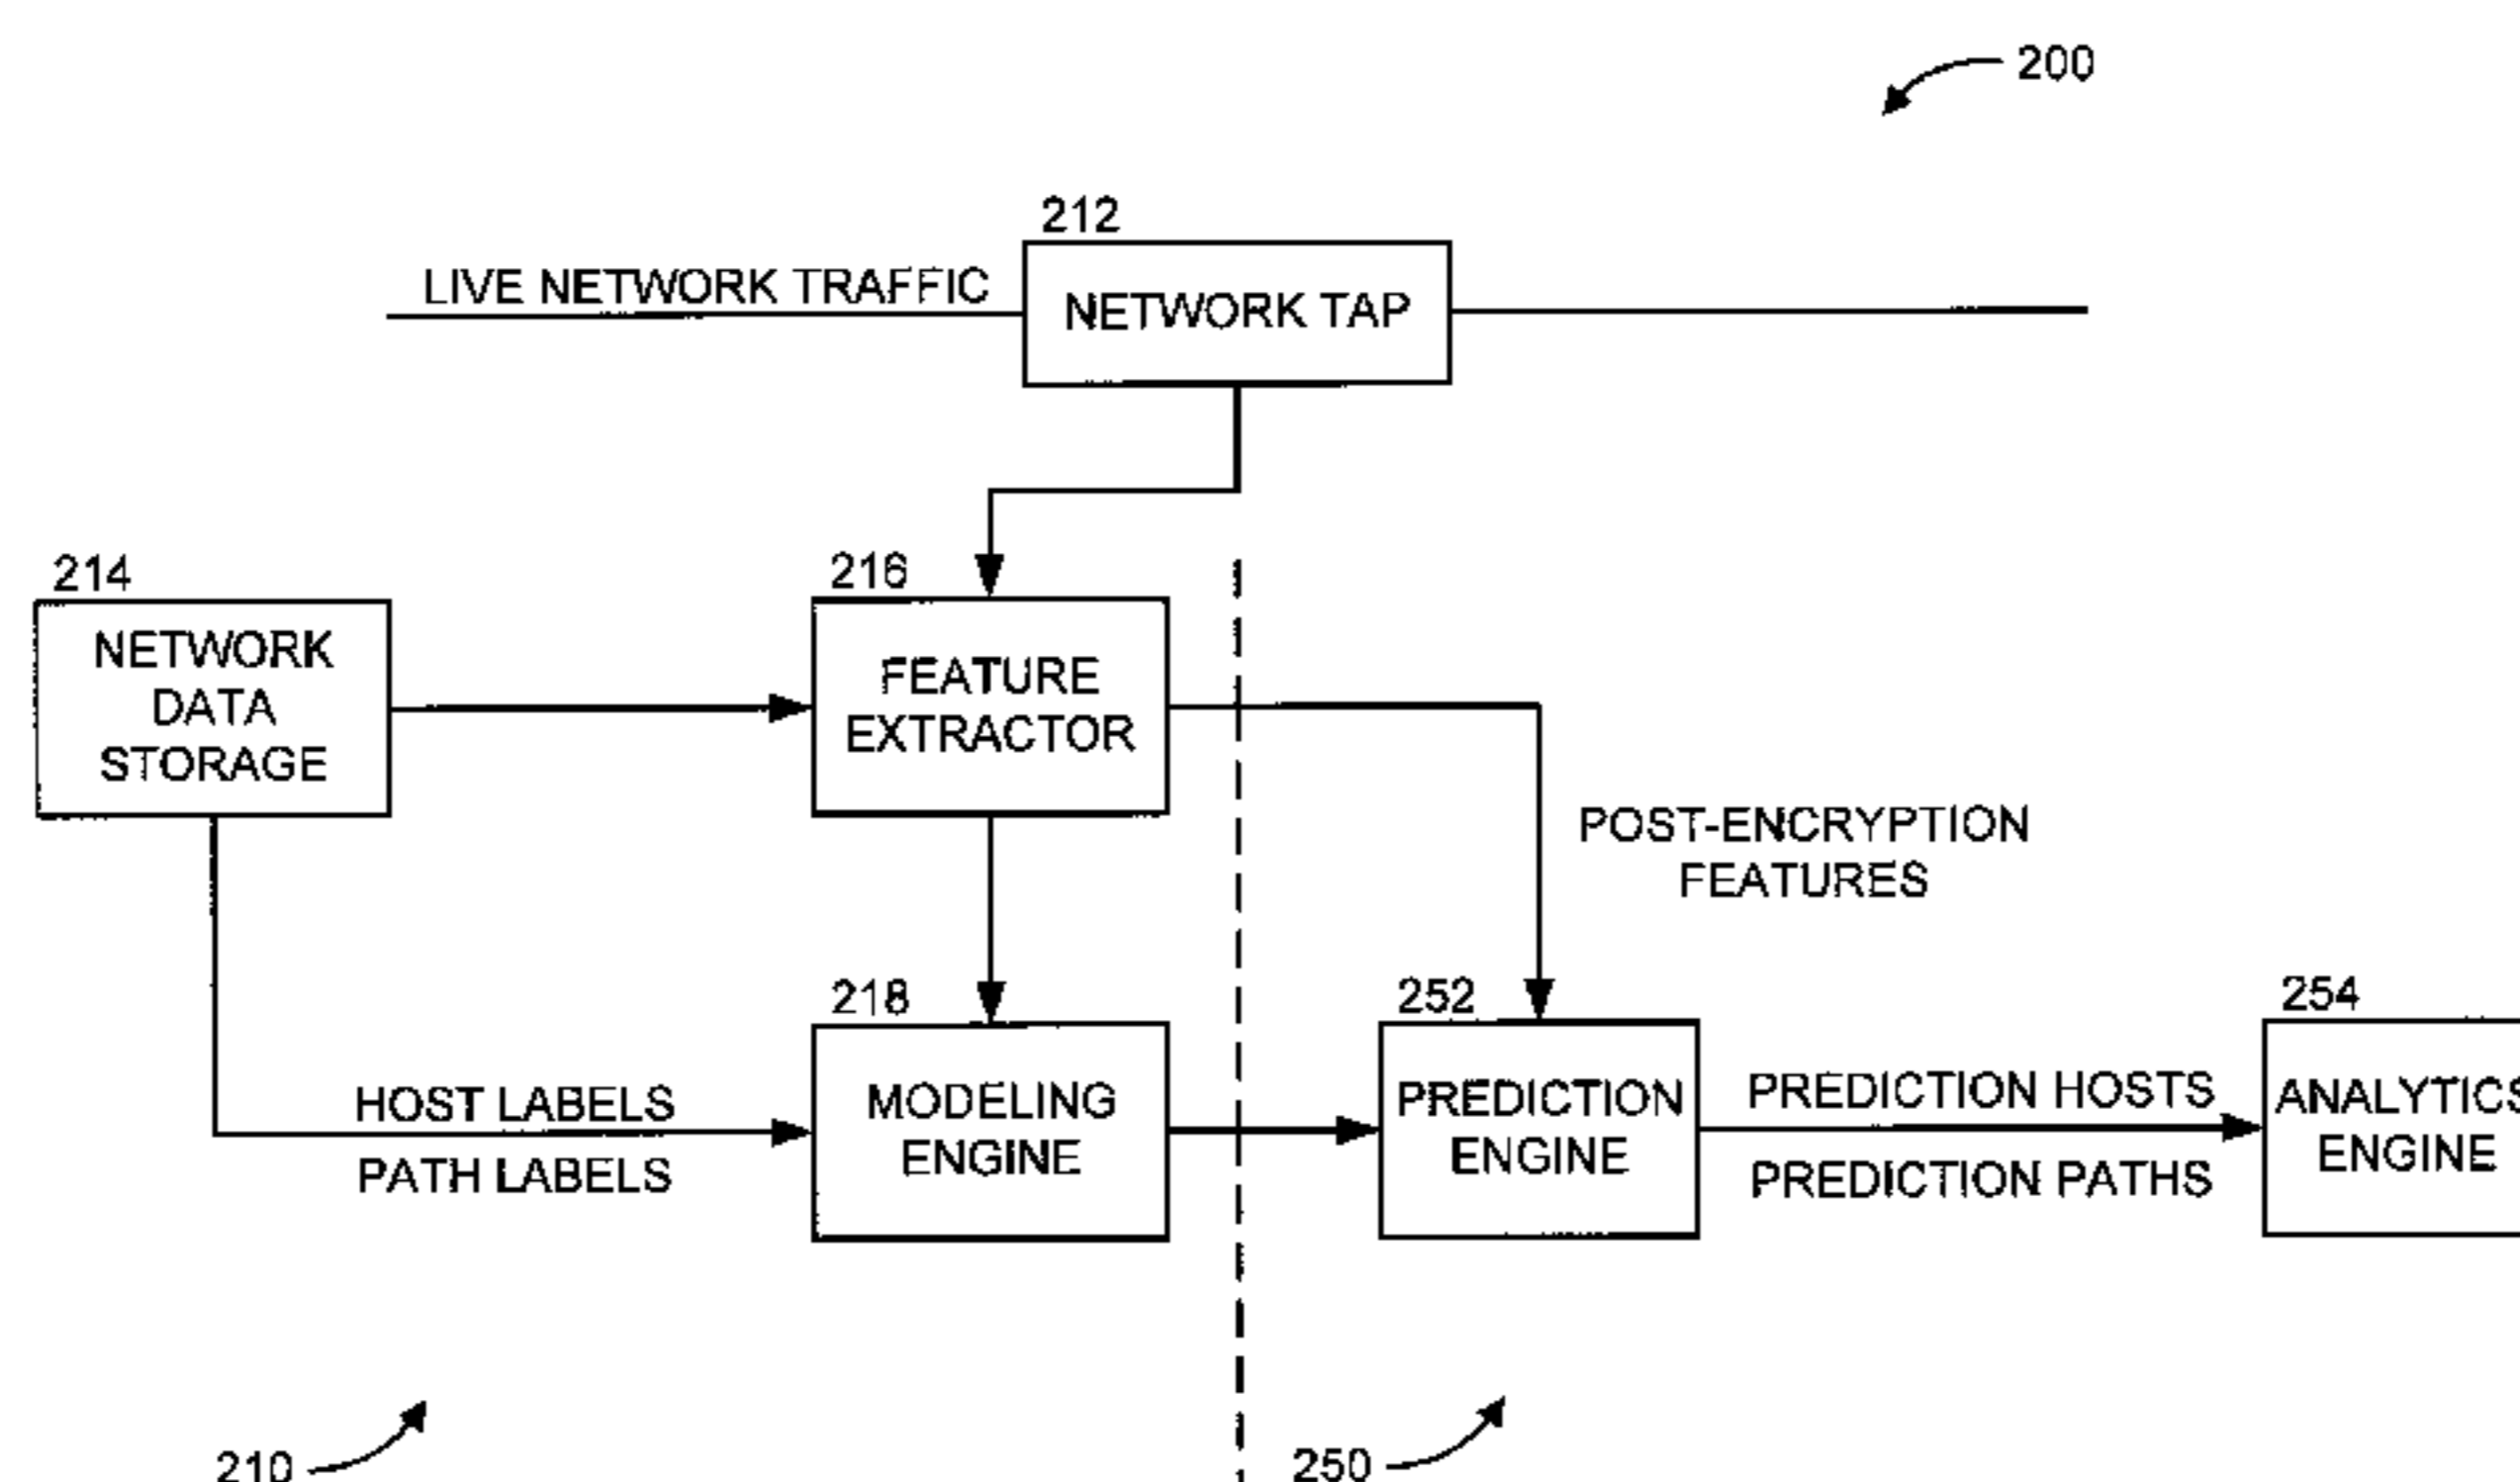 200
212
LIVE NETWORK TRAFFIC
NETWORK TAP
214
NETWORK
DATA
STORAGE
216
FEATURE
EXTRACTOR
POST-ENCRYPTION
FEATURES
HOST LABELS
PATH LABELS
218
MODELING
ENGINE
252
PREDICTION
ENGINE
PREDICTION HOSTS
PREDICTION PATHS
254
ANALYTICS
ENGINE
210
250